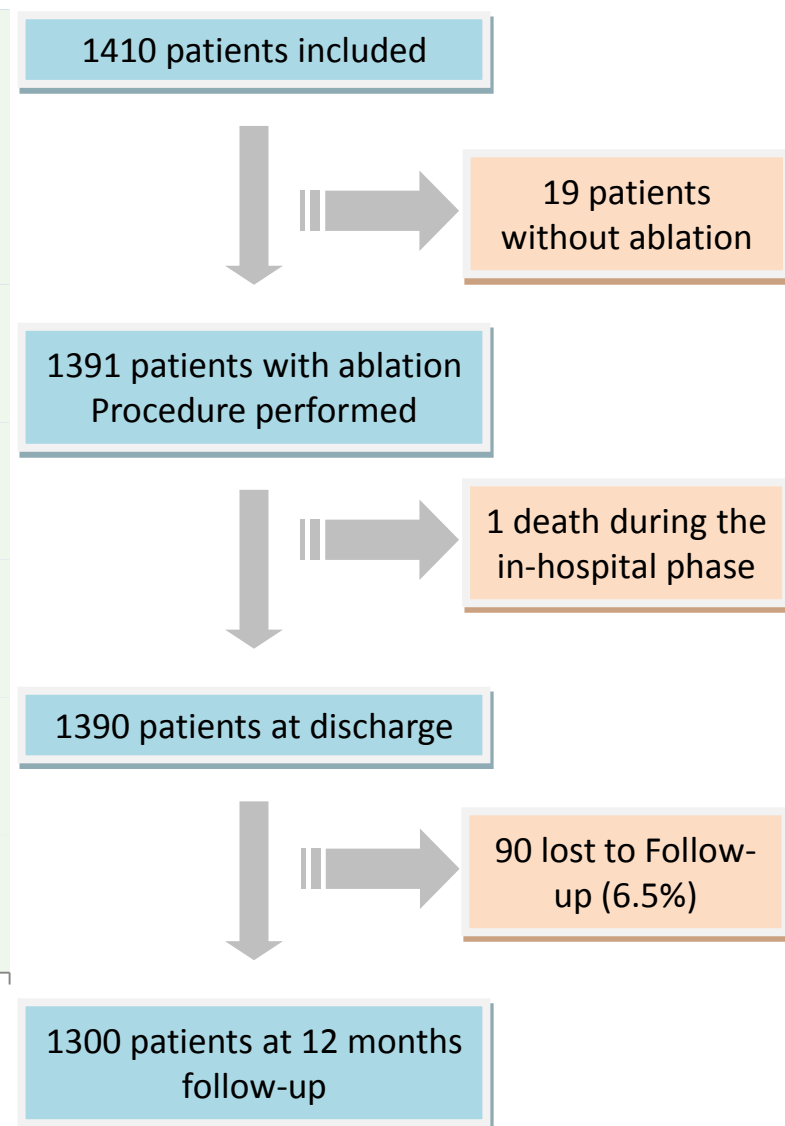 1410 patients included
19 patients
without ablation
1391 patients with ablation
Procedure performed
1 death during the
in-hospital phase
1390 patients at discharge
90 lost to Follow-
up (6.5%)
1300 patients at 12 months
follow-up